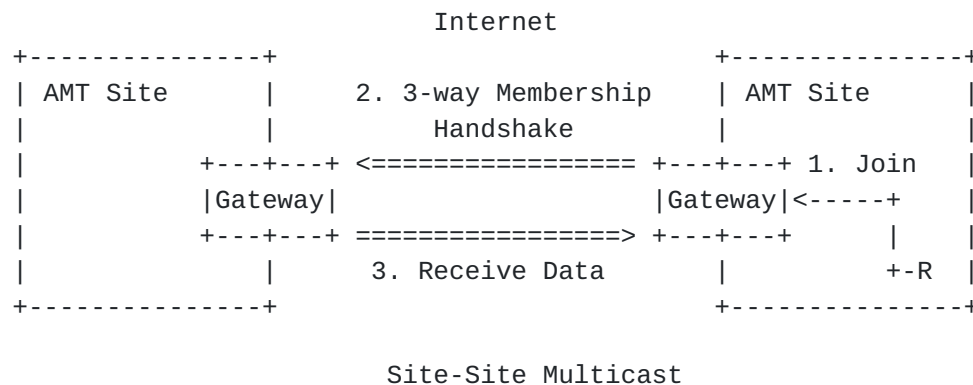 Internet
+---------------+                          +---------------+
| AMT Site      |     2. 3-way Membership    | AMT Site      |
|               |          Handshake         |               |
|           +---+---+ <================= +---+---+ 1. Join   |
|           |Gateway|                    |Gateway|<-----+    |
|           +---+---+ =================> +---+---+      |    |
|               |      3. Receive Data       |          +-R  |
+---------------+                          +---------------+
Site-Site Multicast